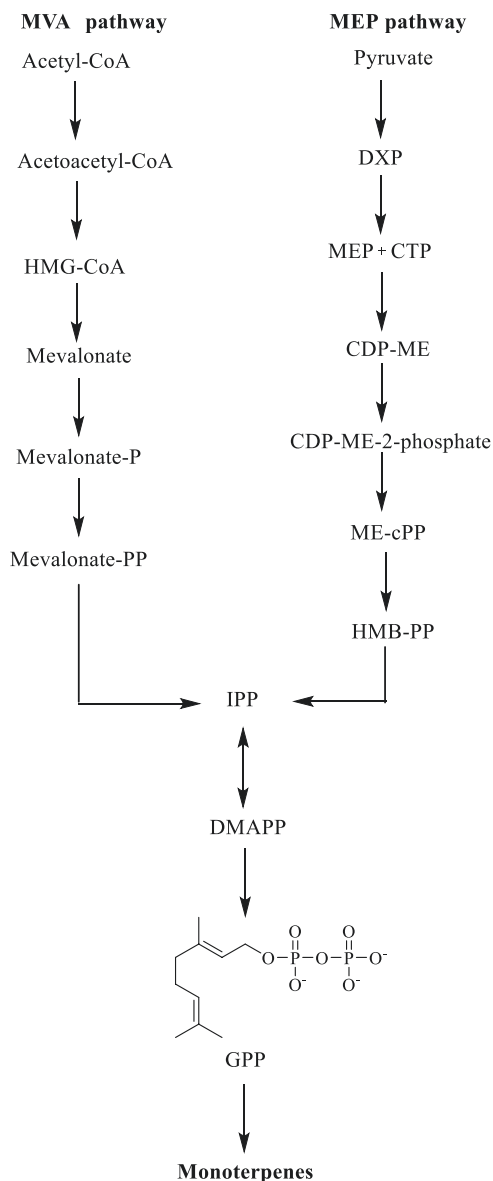 MVA pathway
MEP pathway
Acetyl-CoA
Pyruvate
Acetoacetyl-CoA
DXP
HMG-CoA
MEP + CTP
Mevalonate
CDP-ME
Mevalonate-P
CDP-ME-2-phosphate
Mevalonate-PP
ME-cPP
HMB-PP
IPP
DMAPP
O O
O-P-O-P-O-
O- O-
GPP
Monoterpenes